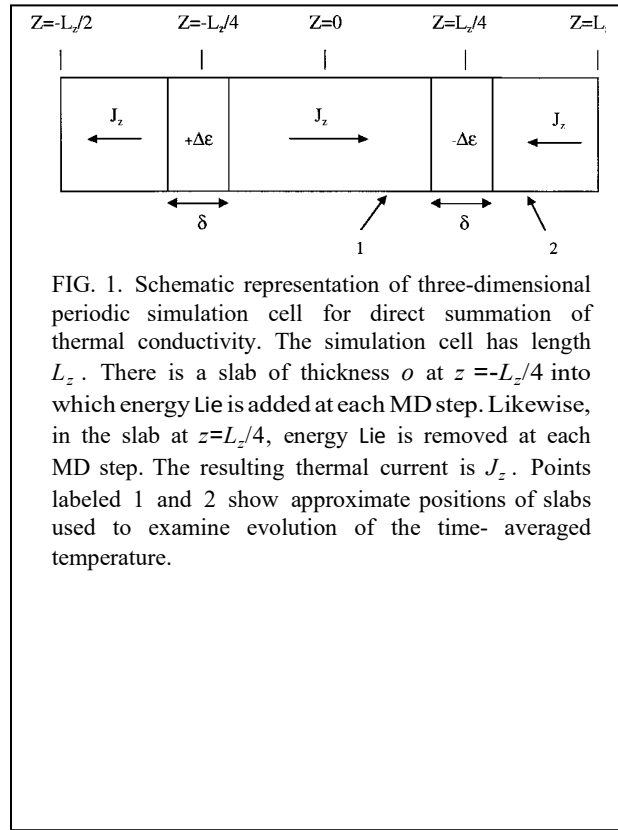 Z=-Lz/2 Z=-Lz/4 Z=0 Z=Lz/4 Z=L
Jz +Δε Jz -Δε Jz
δ δ
1 2
FIG. 1. Schematic representation of three-dimensional
periodic simulation cell for direct summation of
thermal conductivity. The simulation cell has length
Lz . There is a slab of thickness o at z =-Lz/4 into
which energy Lie is added at each MD step. Likewise,
in the slab at z=Lz/4, energy Lie is removed at each
MD step. The resulting thermal current is Jz . Points
labeled 1 and 2 show approximate positions of slabs
used to examine evolution of the time- averaged
temperature.